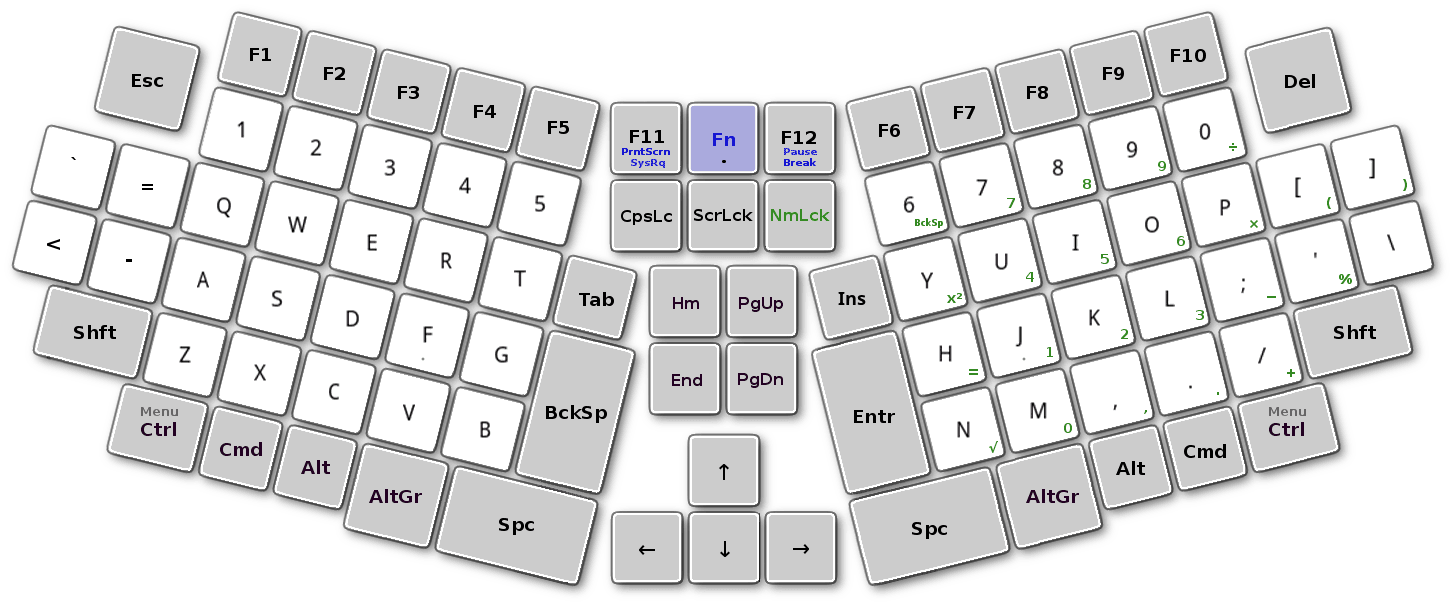 Esc
F1
F2
F3
F4
F5
`
=
1
2
3
4
5
<
-
Q
W
E
R
T
Tab
Shft
A
S
D
F
.
G
BckSp
Z
X
C
V
B
Menu
Ctrl
Cmd
Alt
AltGr
Spc
F11
PrntScrn
SysRq
Fn
.
F12
Pause
Break
CpsLc
ScrLck
NmLck
Hm
PgUp
End
PgDn
↑
←
↓
→
F6
F7
F8
F9
F10
Del
6
BckSp
7
7
8
8
9
9
0
÷
Ins
Y
x²
U
4
I
5
O
6
P
x
[
(
]
)
Entr
H
=
J
.
1
K
2
L
3
;
−
'
%
\
N
√
M
0
,
,
.
.
/
+
Shft
Spc
AltGr
Alt
Cmd
Menu
Ctrl